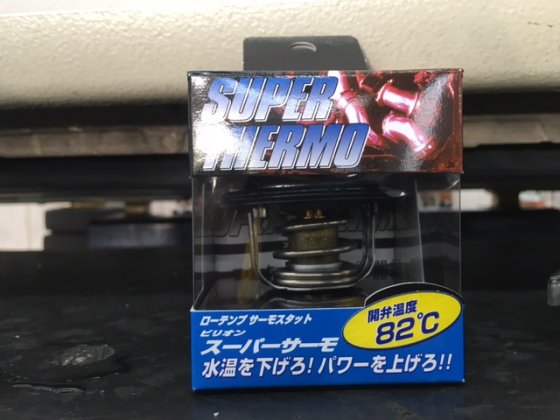 SUPER
THERMO
ローテンプ サーモスタット
ビリオン
スーパーサーモ
開弁温度
82℃
水温を下げろ! パワーを上げろ!!